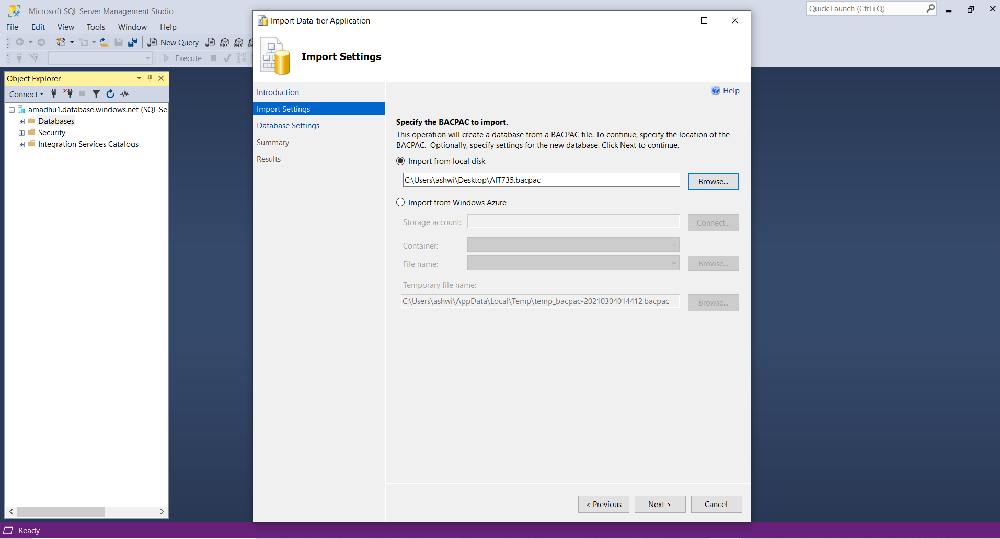 Microsoft SQL Server Management Studio
Quick Launch (Ctrl+Q)
File Edit View Tools Window Help
New Query MDX DMX XM
Execute
Object Explorer
Connect
amadhu1.database.windows.net (SQL Se
Databases
Security
Integration Services Catalogs
Import Data-tier Application
Import Settings
Introduction
Import Settings
Database Settings
Summary
Results
Help
Specify the BACPAC to import.
This operation will create a database from a BACPAC file. To continue, specify the location of the
BACPAC.  Optionally, specify settings for the new database. Click Next to continue.
Import from local disk
C:\Users\ashwi\Desktop\AIT735.bacpac Browse...
Import from Windows Azure
Storage account: Connect...
Container:
File name: Browse...
Temporary file name:
C:\Users\ashwi\AppData\Local\Temp\temp_bacpac-20210304014412.bacpac Browse...
< Previous Next > Cancel
Ready